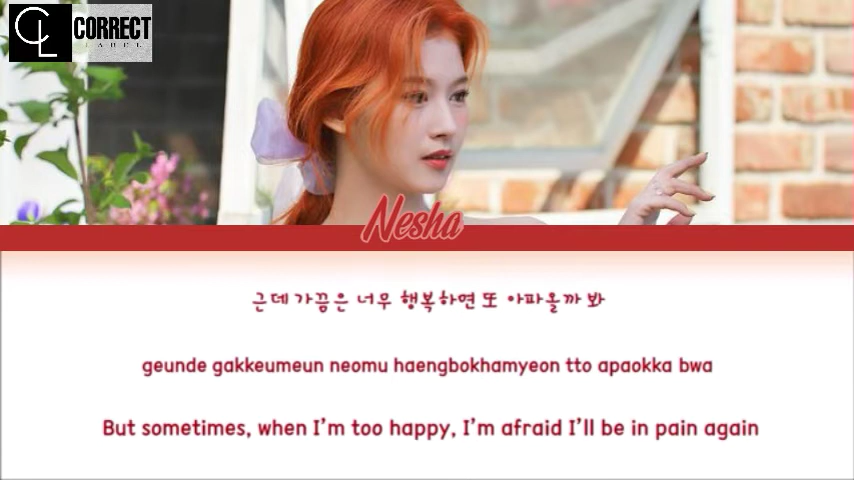 CL CORRECT
LABEL
Nesha
근데 가끔은 너무 행복하면 또 아파올까 봐
geunde gakkeumeun neomu haengbokhamyeon tto apaokka bwa
But sometimes, when I'm too happy, I'm afraid I'll be in pain again